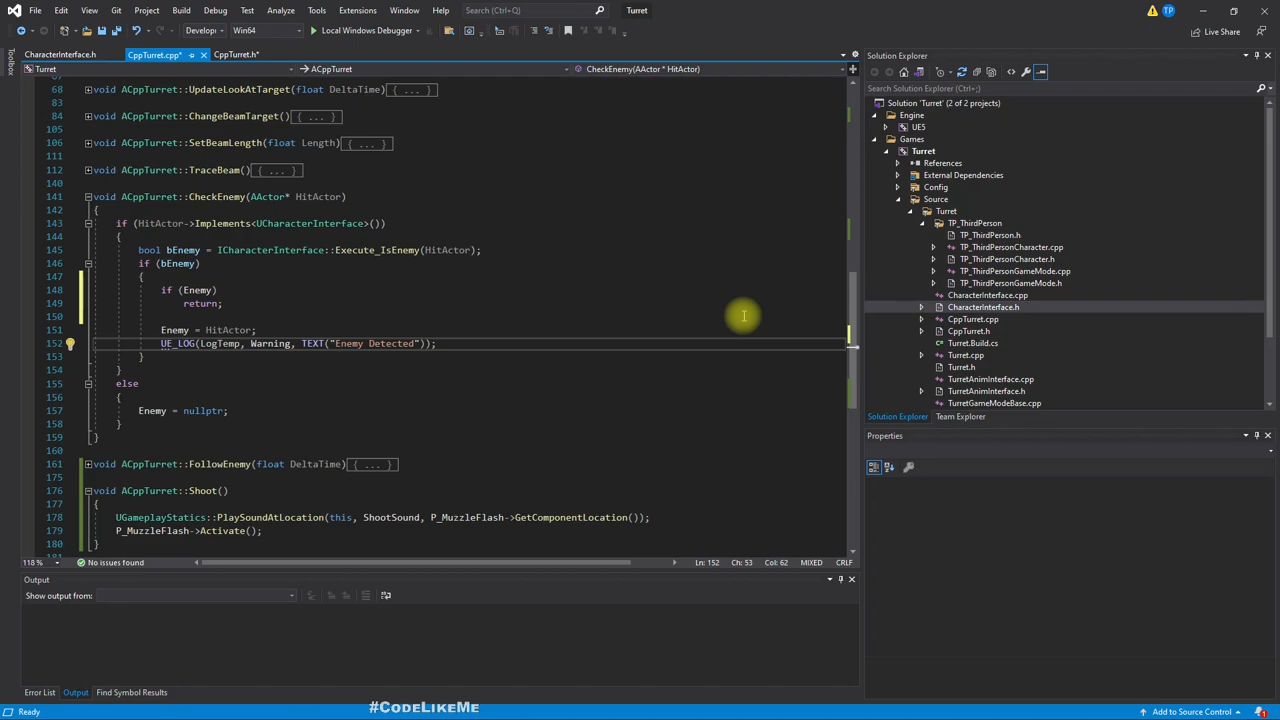 File Edit View Git Project Build Debug Test Analyze Tools Extensions Window Help Search (Ctrl+Q) Turret TP
Develop Win64 Local Windows Debugger Live Share
Toolbox
CharacterInterface.h CppTurret.cpp* CppTurret.h*
Turret ACppTurret CheckEnemy(AActor* HitActor)
67
68 void ACppTurret::UpdateLookAtTarget(float DeltaTime){ ... }
83
84 void ACppTurret::ChangeBeamTarget(){ ... }
105
106 void ACppTurret::SetBeamLength(float Length){ ... }
111
112 void ACppTurret::TraceBeam(){ ... }
140
141 void ACppTurret::CheckEnemy(AActor* HitActor)
142 {
143 if (HitActor->Implements<UCharacterInterface>())
144 {
145 bool bEnemy = ICharacterInterface::Execute_IsEnemy(HitActor);
146 if (bEnemy)
147 {
148 if (Enemy)
149 return;
150
151 Enemy = HitActor;
152 UE_LOG(LogTemp, Warning, TEXT("Enemy Detected"));
153 }
154 }
155 else
156 {
157 Enemy = nullptr;
158 }
159 }
160
161 void ACppTurret::FollowEnemy(float DeltaTime){ ... }
175
176 void ACppTurret::Shoot()
177 {
178 UGameplayStatics::PlaySoundAtLocation(this, ShootSound, P_MuzzleFlash->GetComponentLocation());
179 P_MuzzleFlash->Activate();
180 }
181
118 % No issues found Ln: 152 Ch: 53 Col: 62 MIXED CRLF
Output
Show output from:
Error List Output Find Symbol Results
Solution Explorer
Search Solution Explorer (Ctrl+;)
Solution 'Turret' (2 of 2 projects)
Engine
UE5
Games
Turret
References
External Dependencies
Config
Source
Turret
TP_ThirdPerson
TP_ThirdPerson.h
TP_ThirdPersonCharacter.cpp
TP_ThirdPersonCharacter.h
TP_ThirdPersonGameMode.cpp
TP_ThirdPersonGameMode.h
CharacterInterface.cpp
CharacterInterface.h
CppTurret.cpp
CppTurret.h
Turret.Build.cs
Turret.cpp
Turret.h
TurretAnimInterface.cpp
TurretAnimInterface.h
TurretGameModeBase.cpp
Solution Explorer Team Explorer
Properties
#CodeLikeMe
Ready Add to Source Control 1